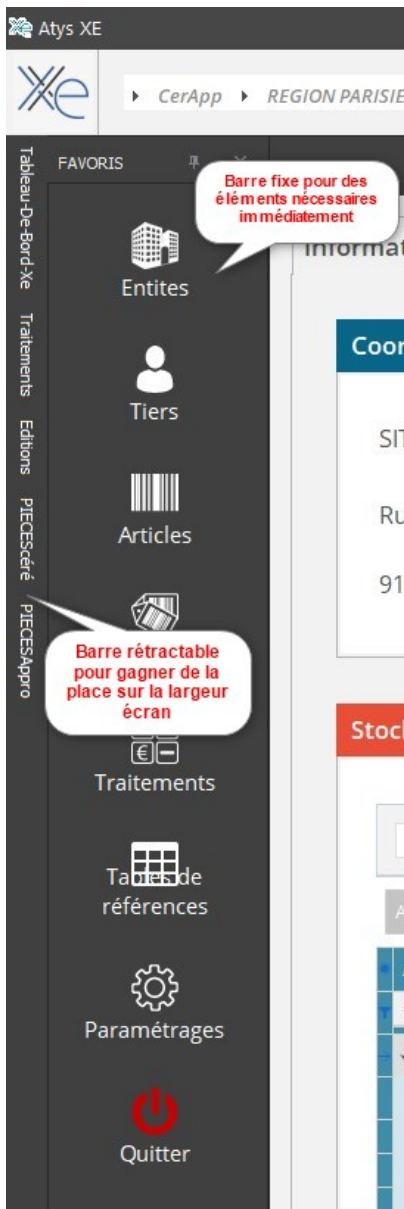 Atys XE
Xe
CerApp
REGION PARISIE
Tableau-De-Bord-Xe
Traitements
Editions
PIECEScéré
PIECESAppro
FAVORIS
Barre fixe pour des
éléments nécessaires
immédiatement
Entites
Tiers
Articles
Barre rétractable
pour gagner de la
place sur la largeur
écran
Traitements
Tables de
références
Paramétrages
Quitter
Informat
Coor
SIT
Ru
91
Stoc
A